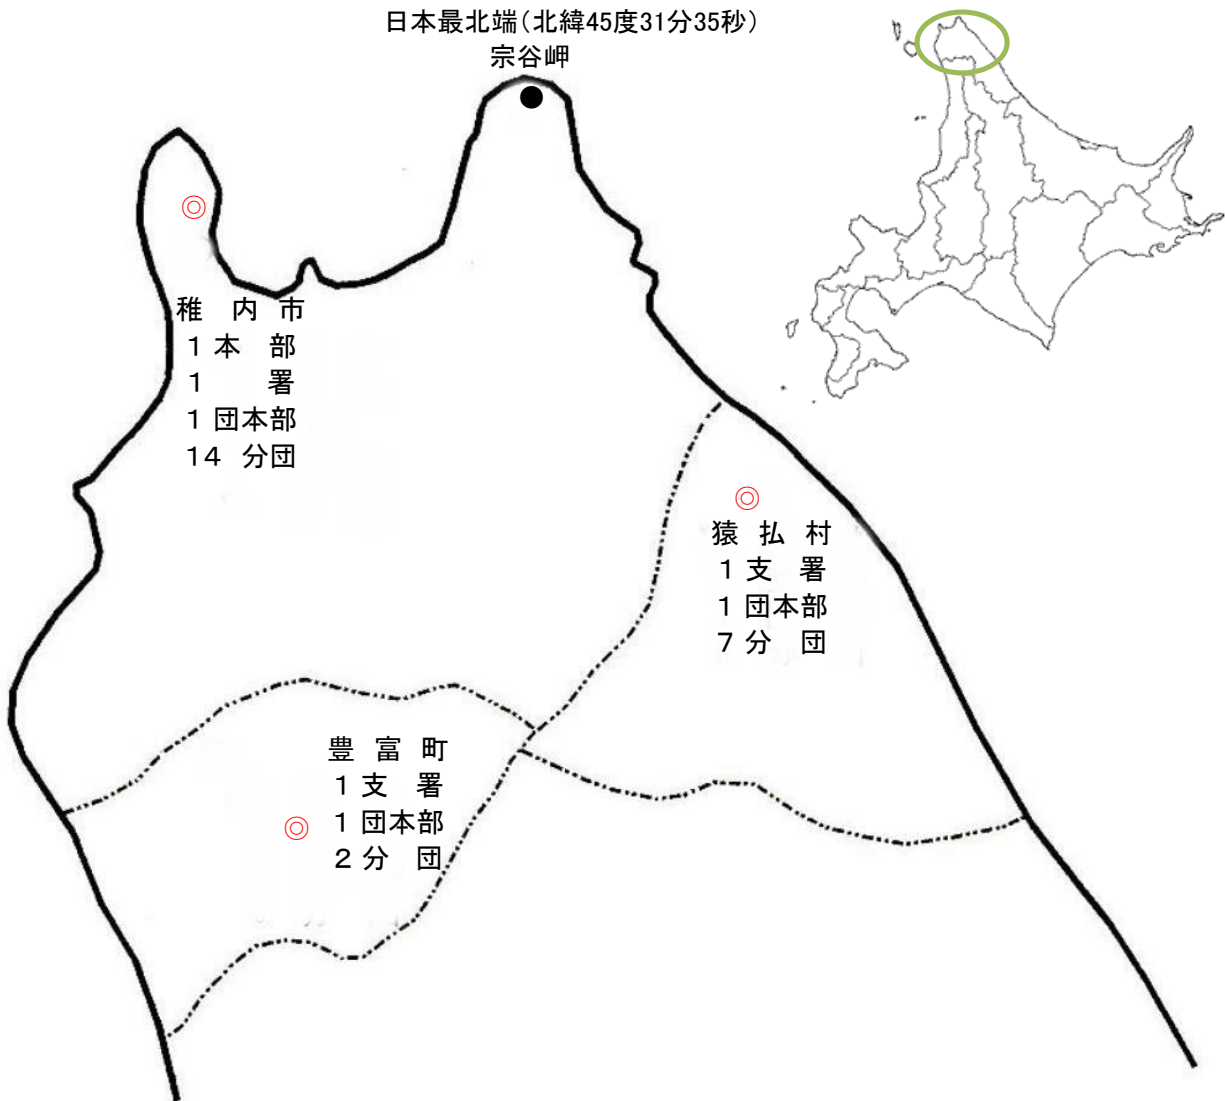 日本最北端（北緯45度31分35秒）
宗谷岬
稚 内 市
1 本 部
1 署
1 団本部
14 分団
猿 払 村
1 支 署
1 団本部
7 分 団
豊 富 町
1 支 署
1 団本部
2 分 団